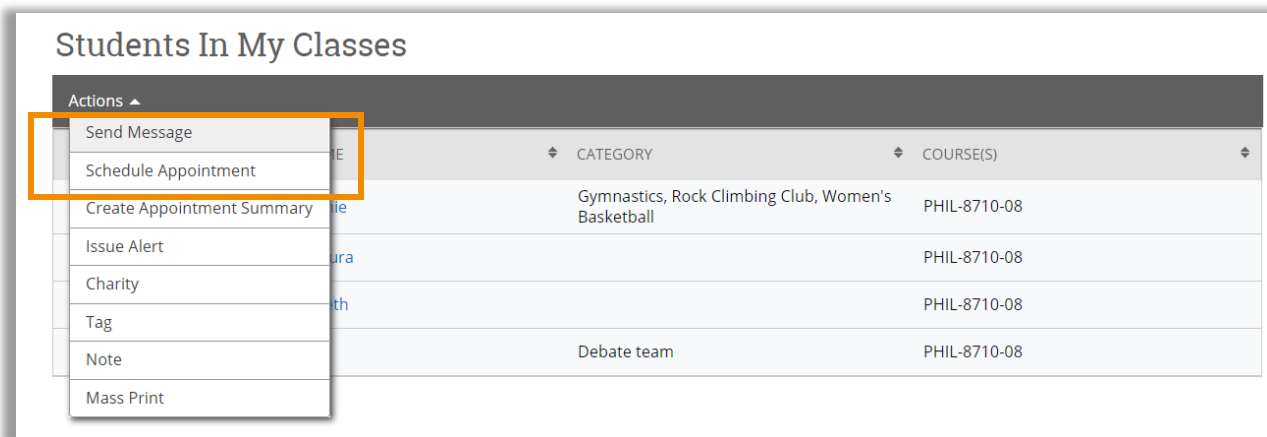 Students In My Classes
Actions
Send Message
Schedule Appointment
Create Appointment Summary
Issue Alert
Charity
Tag
Note
Mass Print
CATEGORY
COURSE(S)
Gymnastics, Rock Climbing Club, Women's
Basketball
PHIL-8710-08
PHIL-8710-08
PHIL-8710-08
Debate team
PHIL-8710-08